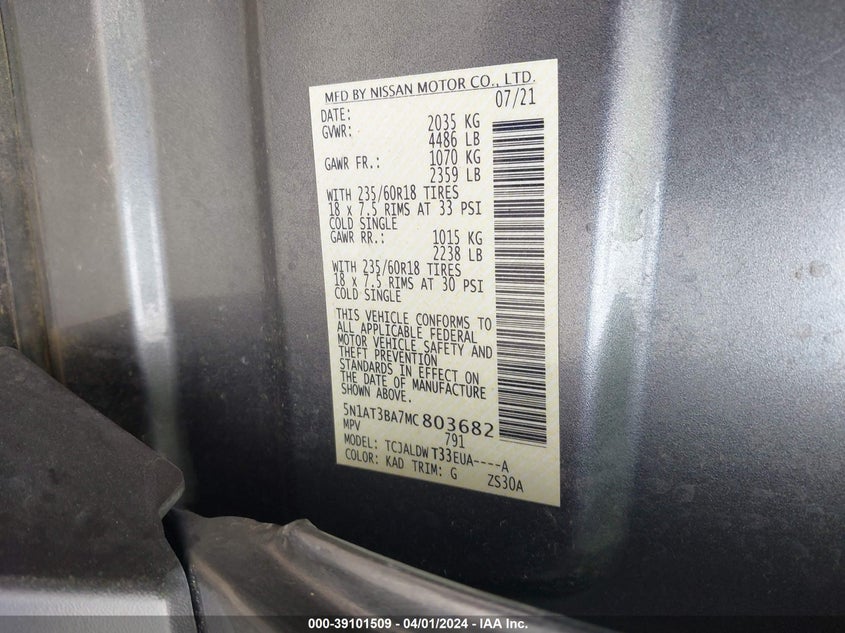 MFD BY NISSAN MOTOR CO., LTD.
DATE: 07/21
GVWR: 2035 KG
4486 LB
GAWR FR.: 1070 KG
2359 LB
WITH 235/60R18 TIRES
18 x 7.5 RIMS AT 33 PSI
COLD SINGLE
GAWR RR.: 1015 KG
2238 LB
WITH 235/60R18 TIRES
18 x 7.5 RIMS AT 30 PSI
COLD SINGLE
THIS VEHICLE CONFORMS TO
ALL APPLICABLE FEDERAL
MOTOR VEHICLE SAFETY AND
THEFT PREVENTION
STANDARDS IN EFFECT ON
THE DATE OF MANUFACTURE
SHOWN ABOVE.
5N1AT3BA7MC803682
MPV 791
MODEL: TCJALDWT33EUA----A
COLOR: KAD TRIM: G ZS30A
000-39101509 - 04/01/2024 - IAA Inc.